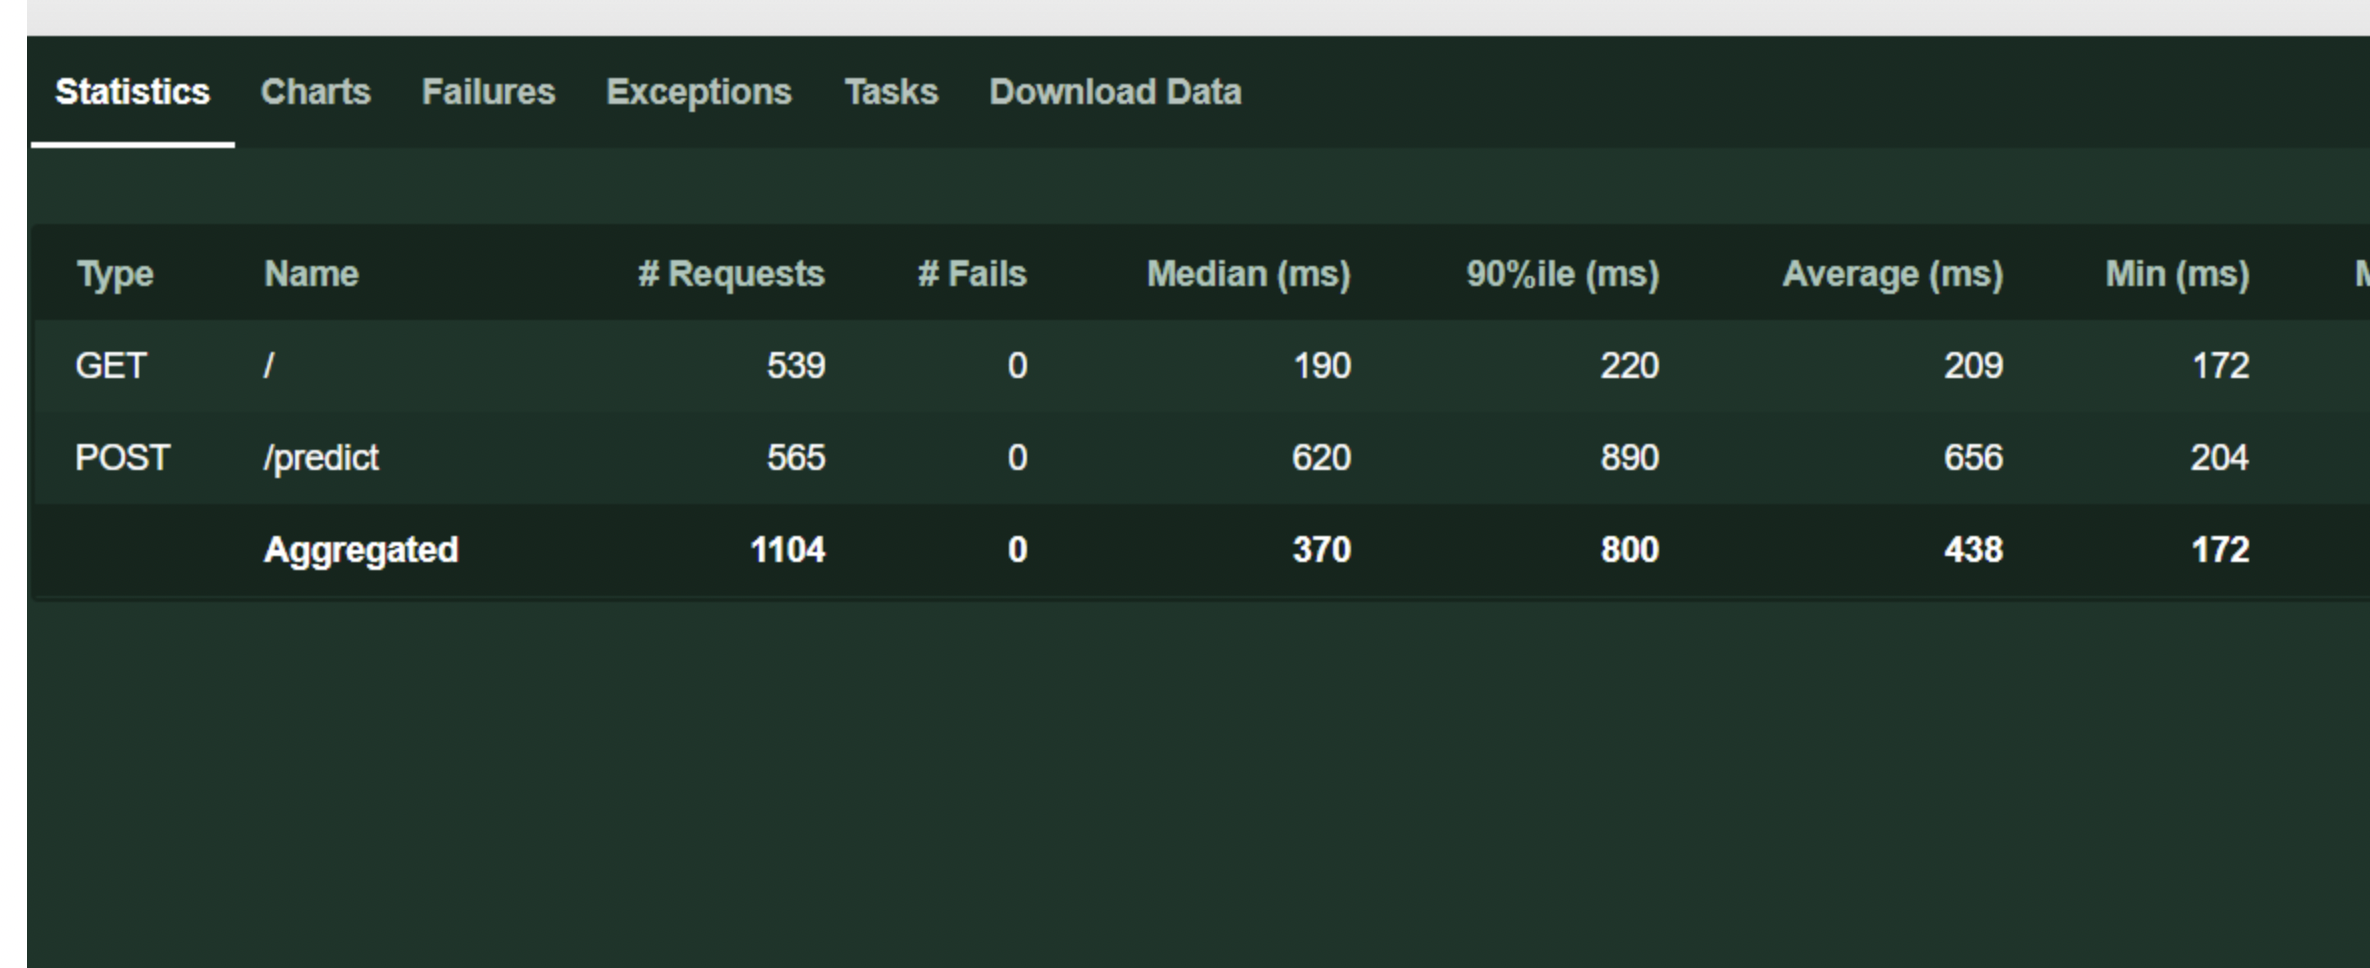 Statistics Charts Failures Exceptions Tasks Download Data
Type Name # Requests # Fails Median (ms) 90%ile (ms) Average (ms) Min (ms)
GET / 539 0 190 220 209 172
POST /predict 565 0 620 890 656 204
Aggregated 1104 0 370 800 438 172